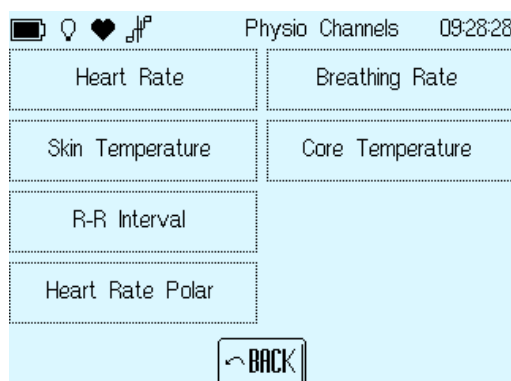 Physio Channels 09:28:28
Heart Rate Breathing Rate
Skin Temperature Core Temperature
R-R Interval
Heart Rate Polar
BACK